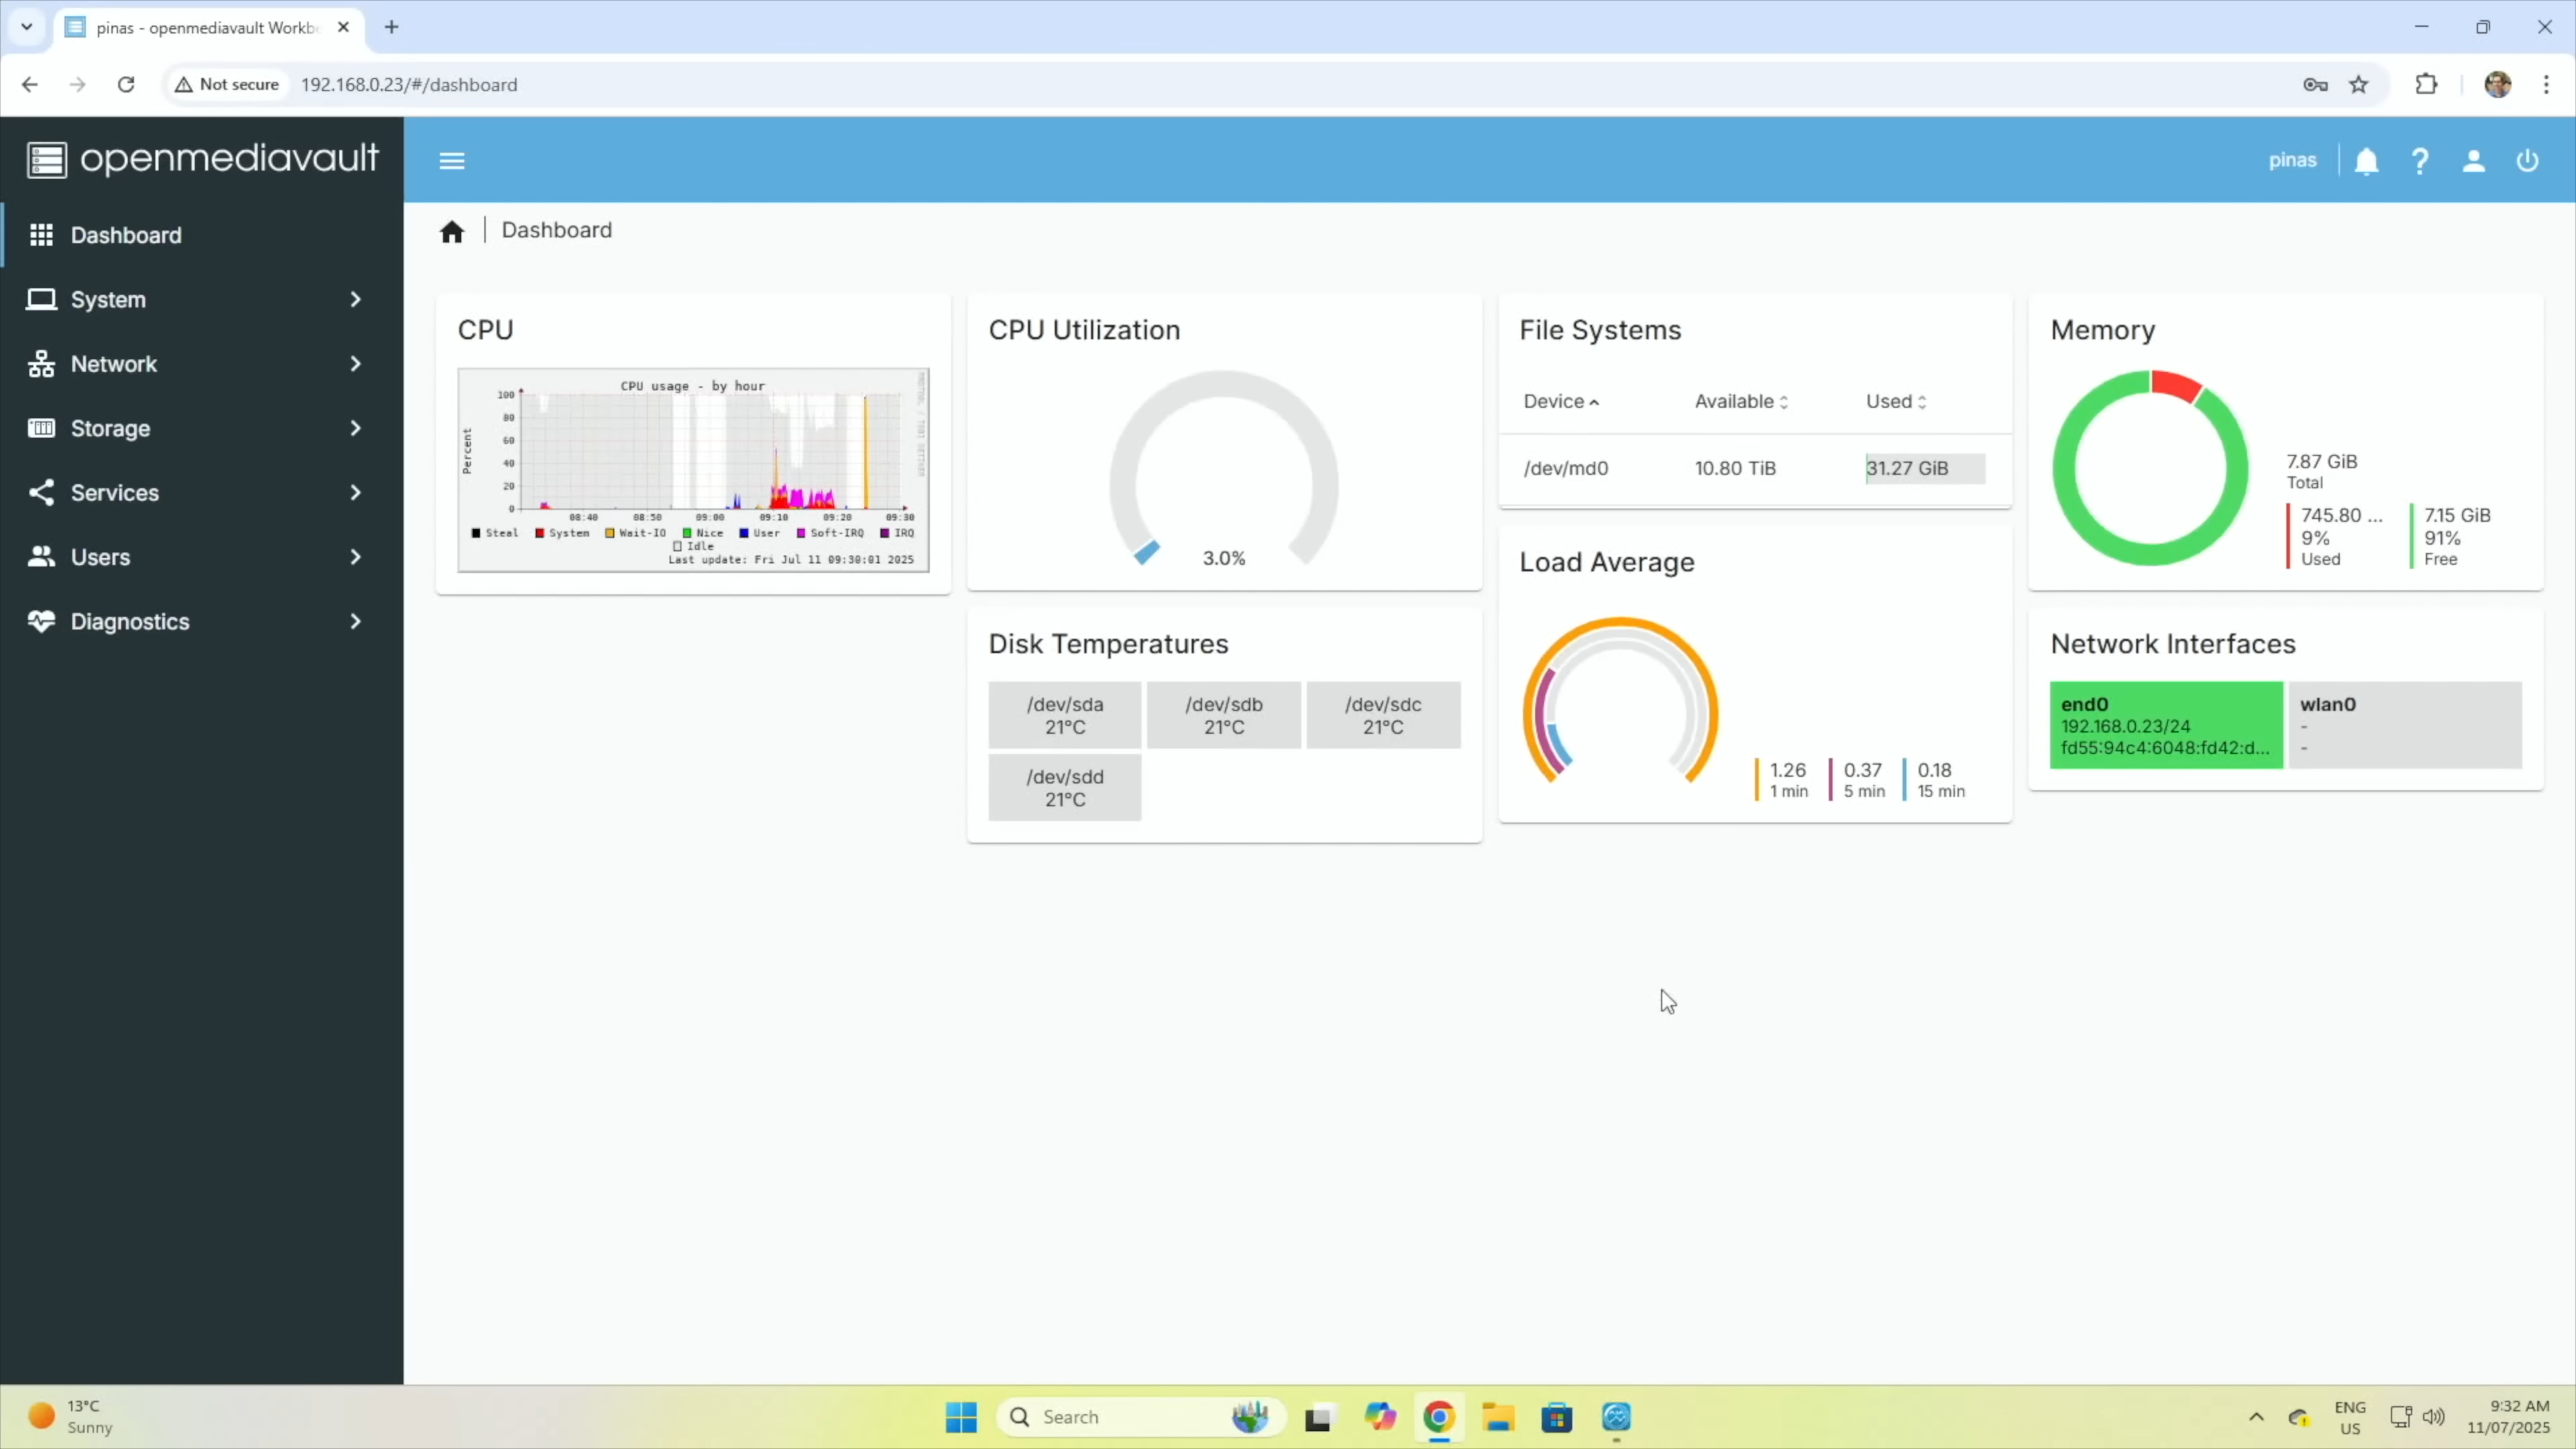 pinas - openmediavault Workb
Not secure
192.168.0.23/#/dashboard
openmediavault
pinas
Dashboard
Dashboard
System
Network
Storage
Services
Users
Diagnostics
CPU
CPU usage - by hour
Percent
100
80
60
40
20
0
08:40 08:50 09:00 09:10 09:20 09:30
Steal System Wait-IO Nice User Soft-IRQ IRQ
Idle
Last update: Fri Jul 11 09:30:01 2025
CPU Utilization
3.0%
Disk Temperatures
/dev/sda
21°C
/dev/sdb
21°C
/dev/sdc
21°C
/dev/sdd
21°C
File Systems
Device Available Used
/dev/md0 10.80 TiB 31.27 GiB
Load Average
1.26
1 min
0.37
5 min
0.18
15 min
Memory
7.87 GiB
Total
745.80 ...
9%
Used
7.15 GiB
91%
Free
Network Interfaces
end0
192.168.0.23/24
fd55:94c4:6048:fd42:d...
wlan0
-
-
13°C
Sunny
Search
ENG
US
9:32 AM
11/07/2025